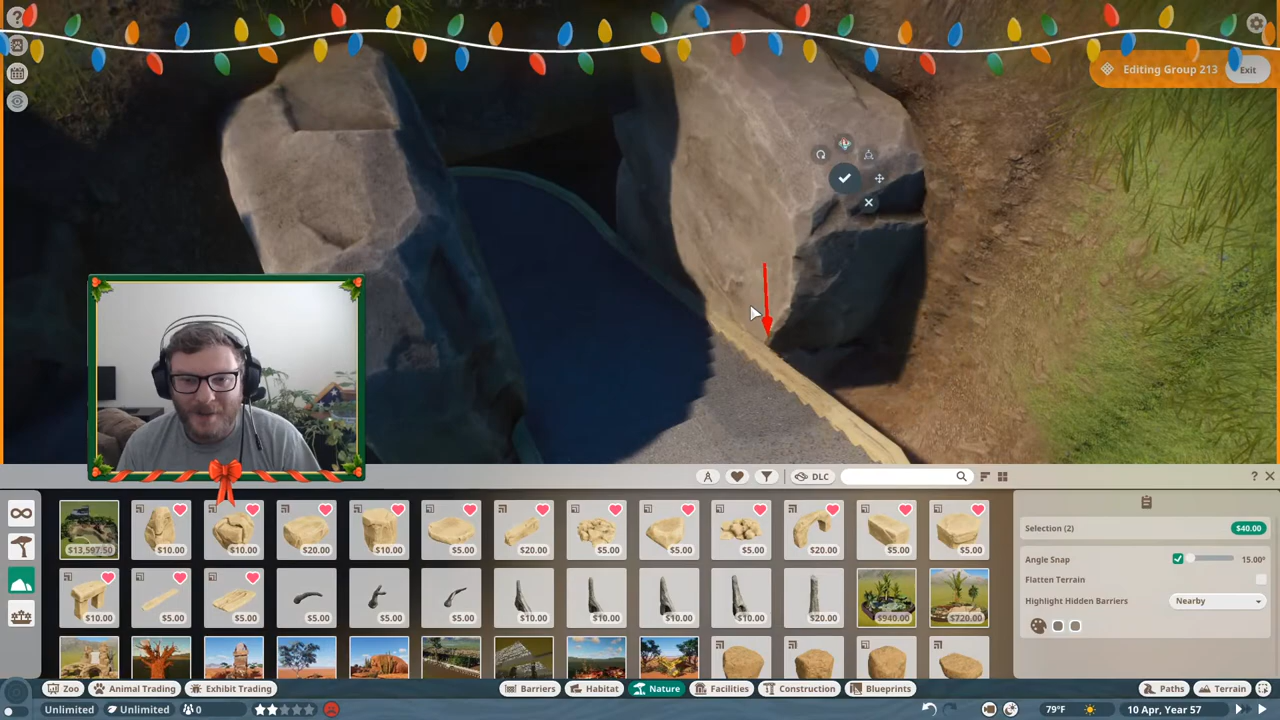 ?
Editing Group 213
Exit
DLC
? ×
$13,597.50
$10.00
$10.00
$20.00
$10.00
$5.00
$20.00
$5.00
$5.00
$5.00
$20.00
$5.00
$5.00
$10.00
$5.00
$5.00
$5.00
$5.00
$5.00
$10.00
$10.00
$10.00
$10.00
$20.00
$940.00
$720.00
Selection (2)
$40.00
Angle Snap
15.00°
Flatten Terrain
Highlight Hidden Barriers
Nearby
Zoo
Animal Trading
Exhibit Trading
Barriers
Habitat
Nature
Facilities
Construction
Blueprints
Paths
Terrain
Unlimited
Unlimited
0
79°F
10 Apr, Year 57